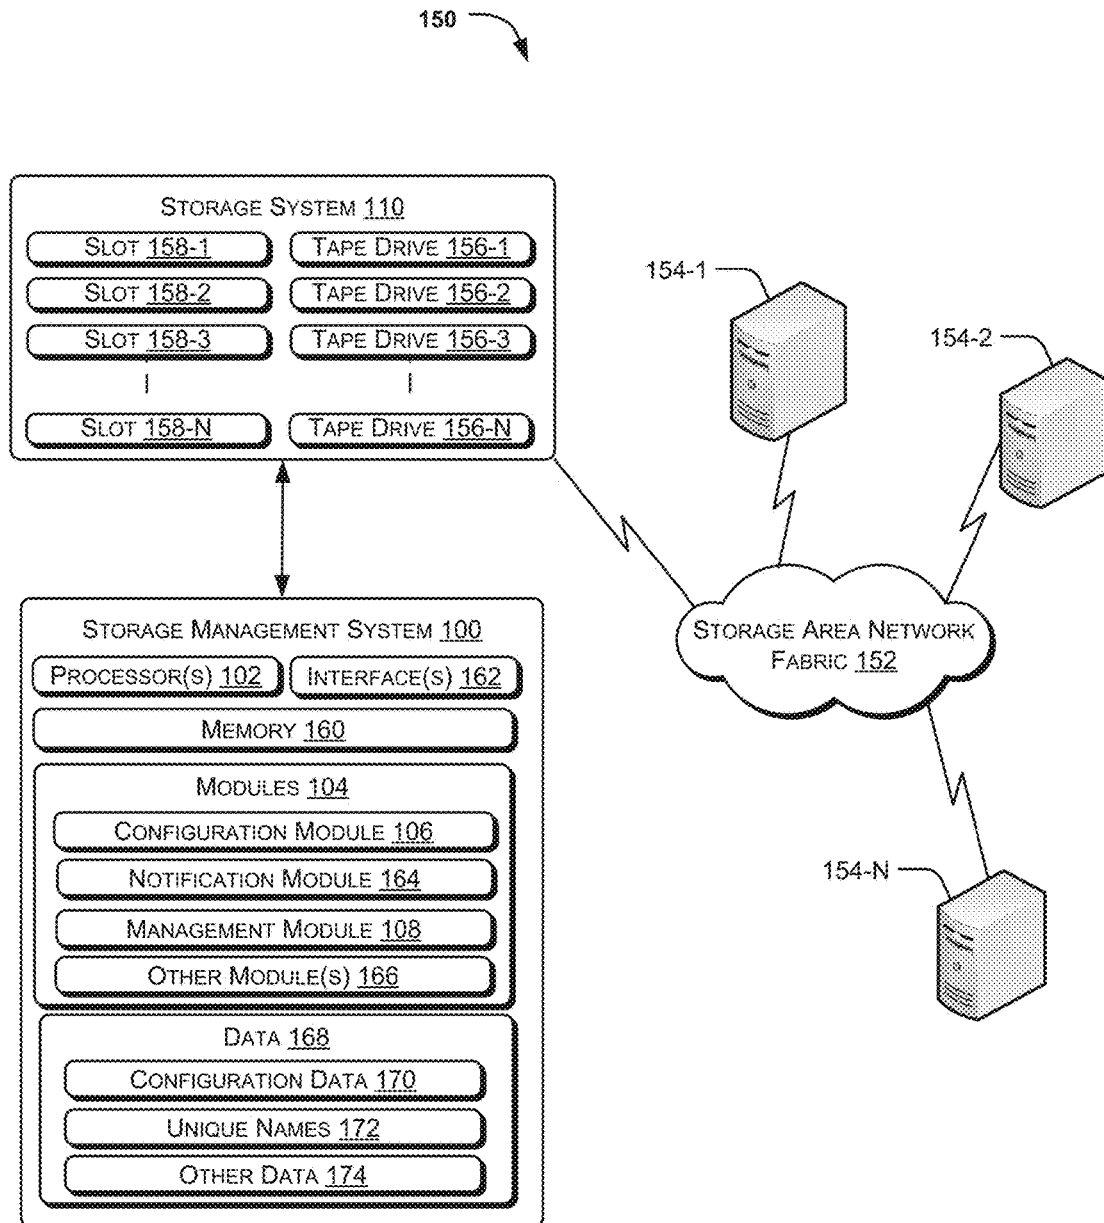 150
STORAGE SYSTEM 110
SLOT 158-1
TAPE DRIVE 156-1
SLOT 158-2
TAPE DRIVE 156-2
SLOT 158-3
TAPE DRIVE 156-3
SLOT 158-N
TAPE DRIVE 156-N
154-1
154-2
STORAGE AREA NETWORK
FABRIC 152
154-N
STORAGE MANAGEMENT SYSTEM 100
PROCESSOR(S) 102
INTERFACE(S) 162
MEMORY 160
MODULES 104
CONFIGURATION MODULE 106
NOTIFICATION MODULE 164
MANAGEMENT MODULE 108
OTHER MODULE(S) 166
DATA 168
CONFIGURATION DATA 170
UNIQUE NAMES 172
OTHER DATA 174